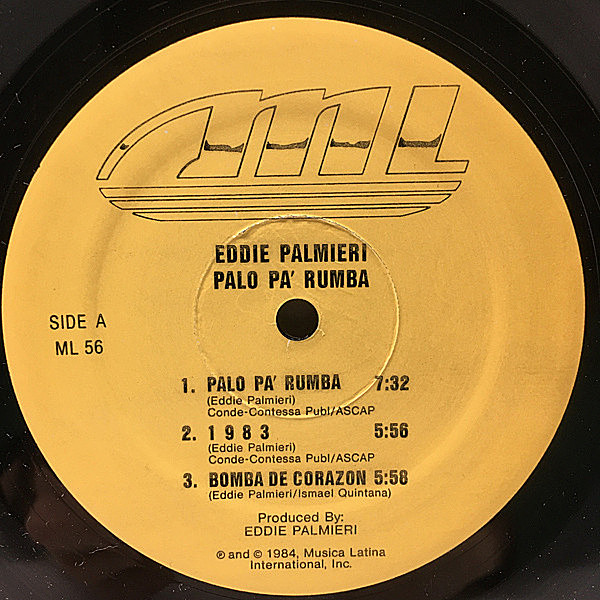 ml
EDDIE PALMIERI
PALO PA' RUMBA
SIDE A
ML 56
1. PALO PA' RUMBA 7:32
(Eddie Palmieri)
Conde-Contessa Publ/ASCAP
2. 1 9 8 3 5:56
(Eddie Palmieri)
Conde-Contessa Publ/ASCAP
3. BOMBA DE CORAZON 5:58
(Eddie Palmieri/Ismael Quintana)
Produced By:
EDDIE PALMIERI
℗ and © 1984, Musica Latina
International, Inc.